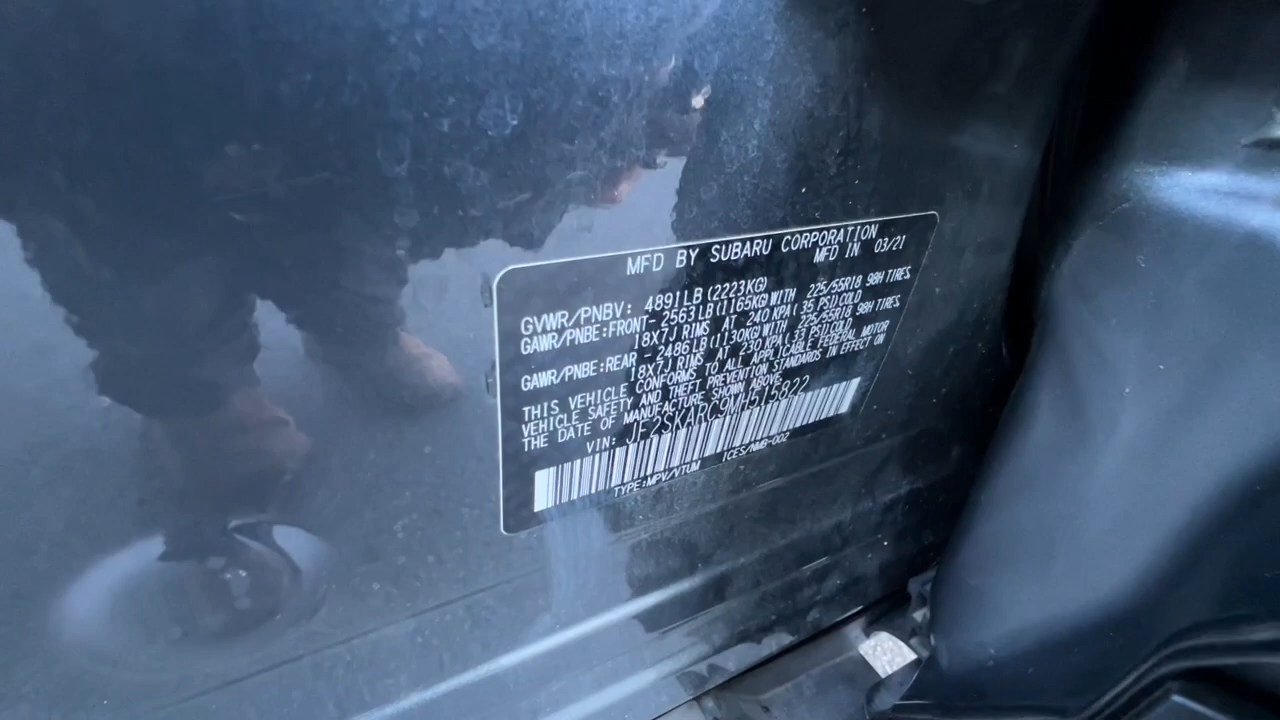 MFD BY SUBARU CORPORATION
MFD IN 03/21
GVWR/PNBV: 4891LB(2223KG)
GAWR/PNBE:FRONT- 2563LB(1165KG)WITH 225/55R18 98H TIRES
18X7J RIMS AT 240 KPA(35 PSI)COLD
GAWR/PNBE:REAR - 2486LB(1130KG)WITH 225/55R18 98H TIRES
18X7J RIMS AT 230 KPA(33 PSI)COLD
THIS VEHICLE CONFORMS TO ALL APPLICABLE FEDERAL MOTOR
VEHICLE SAFETY AND THEFT PREVENTION STANDARDS IN EFFECT ON
THE DATE OF MANUFACTURE SHOWN ABOVE.
VIN: JF2SKARC9MH515822
TYPE:MPV/VTUM ICES/NMB-002